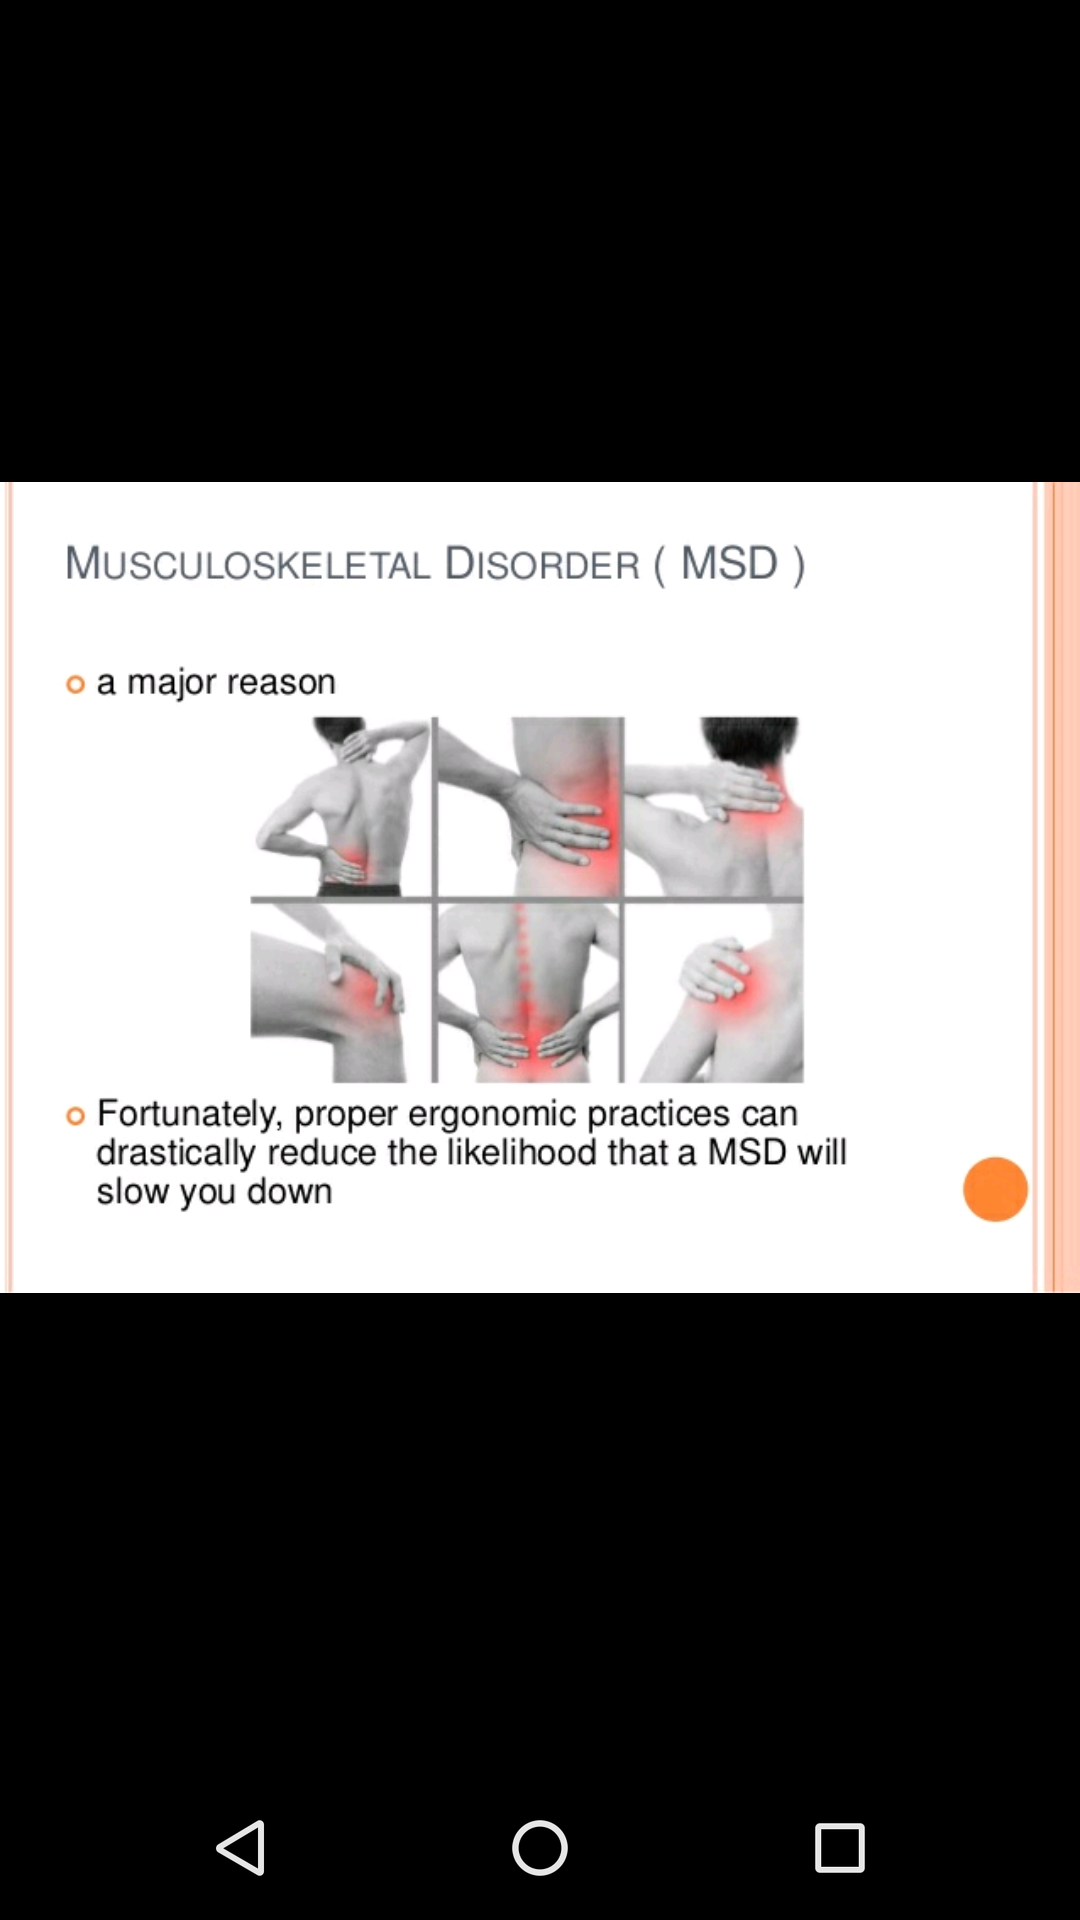 MUSCULOSKELETAL DISORDER ( MSD )
a major reason
Fortunately, proper ergonomic practices can
drastically reduce the likelihood that a MSD will
slow you down